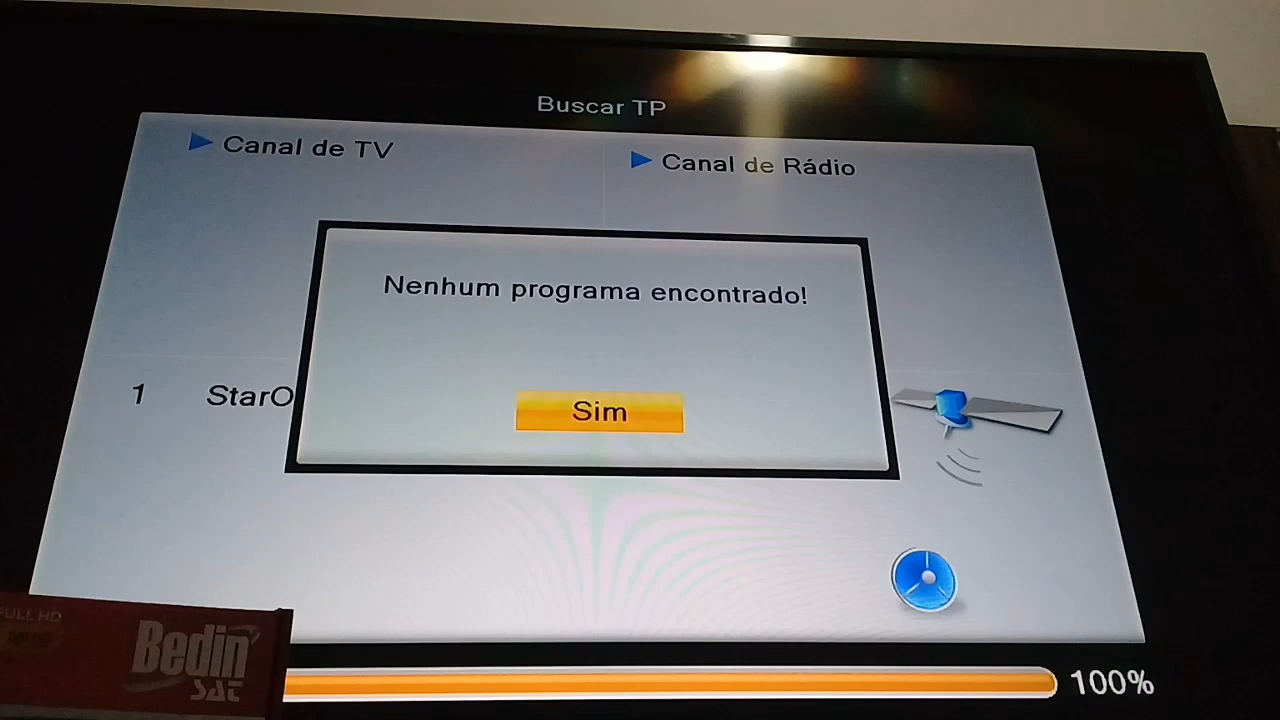 Buscar TP
Canal de TV
Canal de Rádio
Nenhum programa encontrado!
1 StarO
Sim
FULL HD
Bedin
SAT
100%